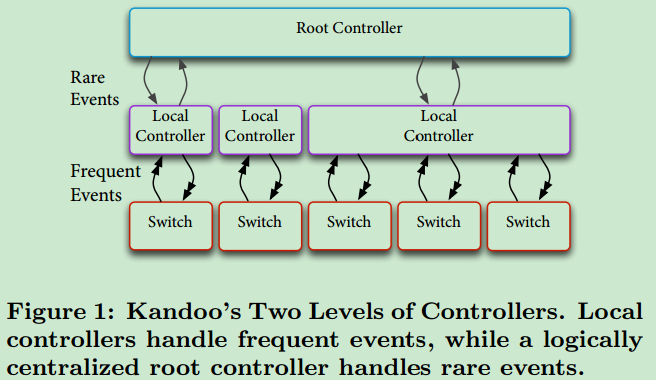 Root Controller
Rare
Events
Local
Controller
Local
Controller
Local
Controller
Frequent
Events
Switch
Switch
Switch
Switch
Switch
Figure 1: Kandoo's Two Levels of Controllers. Local
controllers handle frequent events, while a logically
centralized root controller handles rare events.